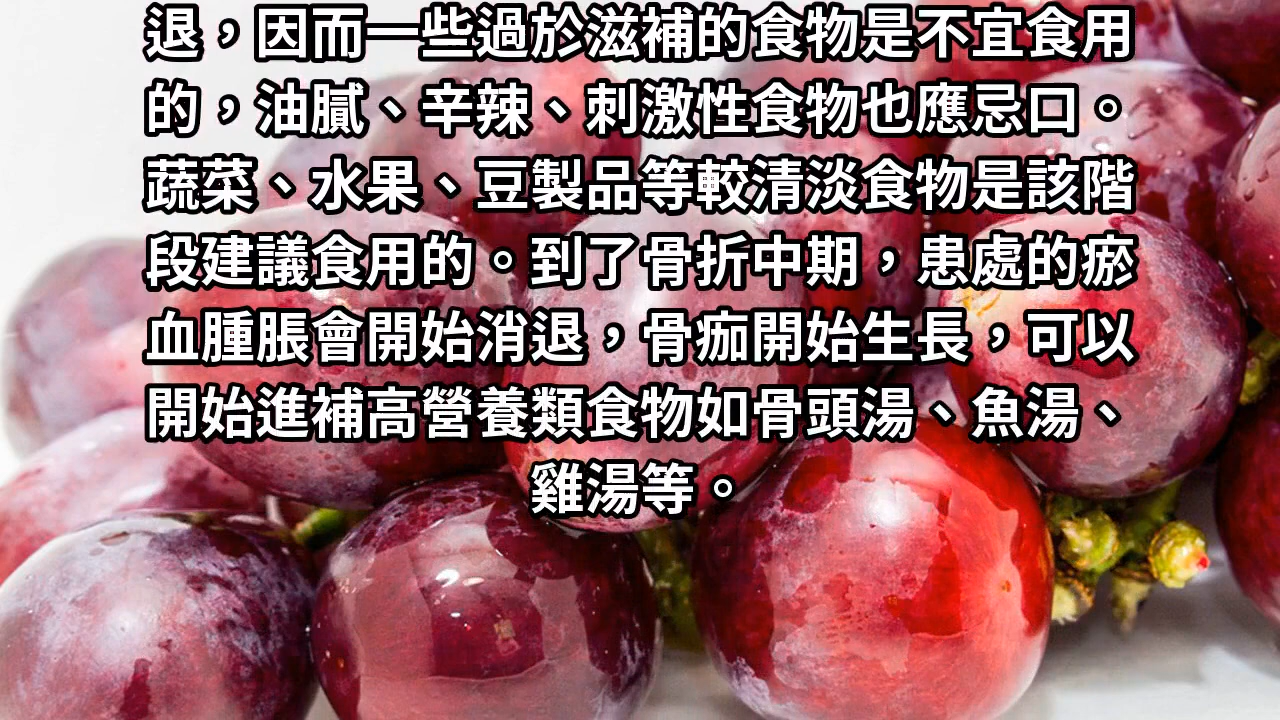 退，因而一些過於滋補的食物是不宜食用
的，油膩、辛辣、刺激性食物也應忌口。
蔬菜、水果、豆製品等較清淡食物是該階
段建議食用的。到了骨折中期，患處的瘀
血腫脹會開始消退，骨痂開始生長，可以
開始進補高營養類食物如骨頭湯、魚湯、
雞湯等。